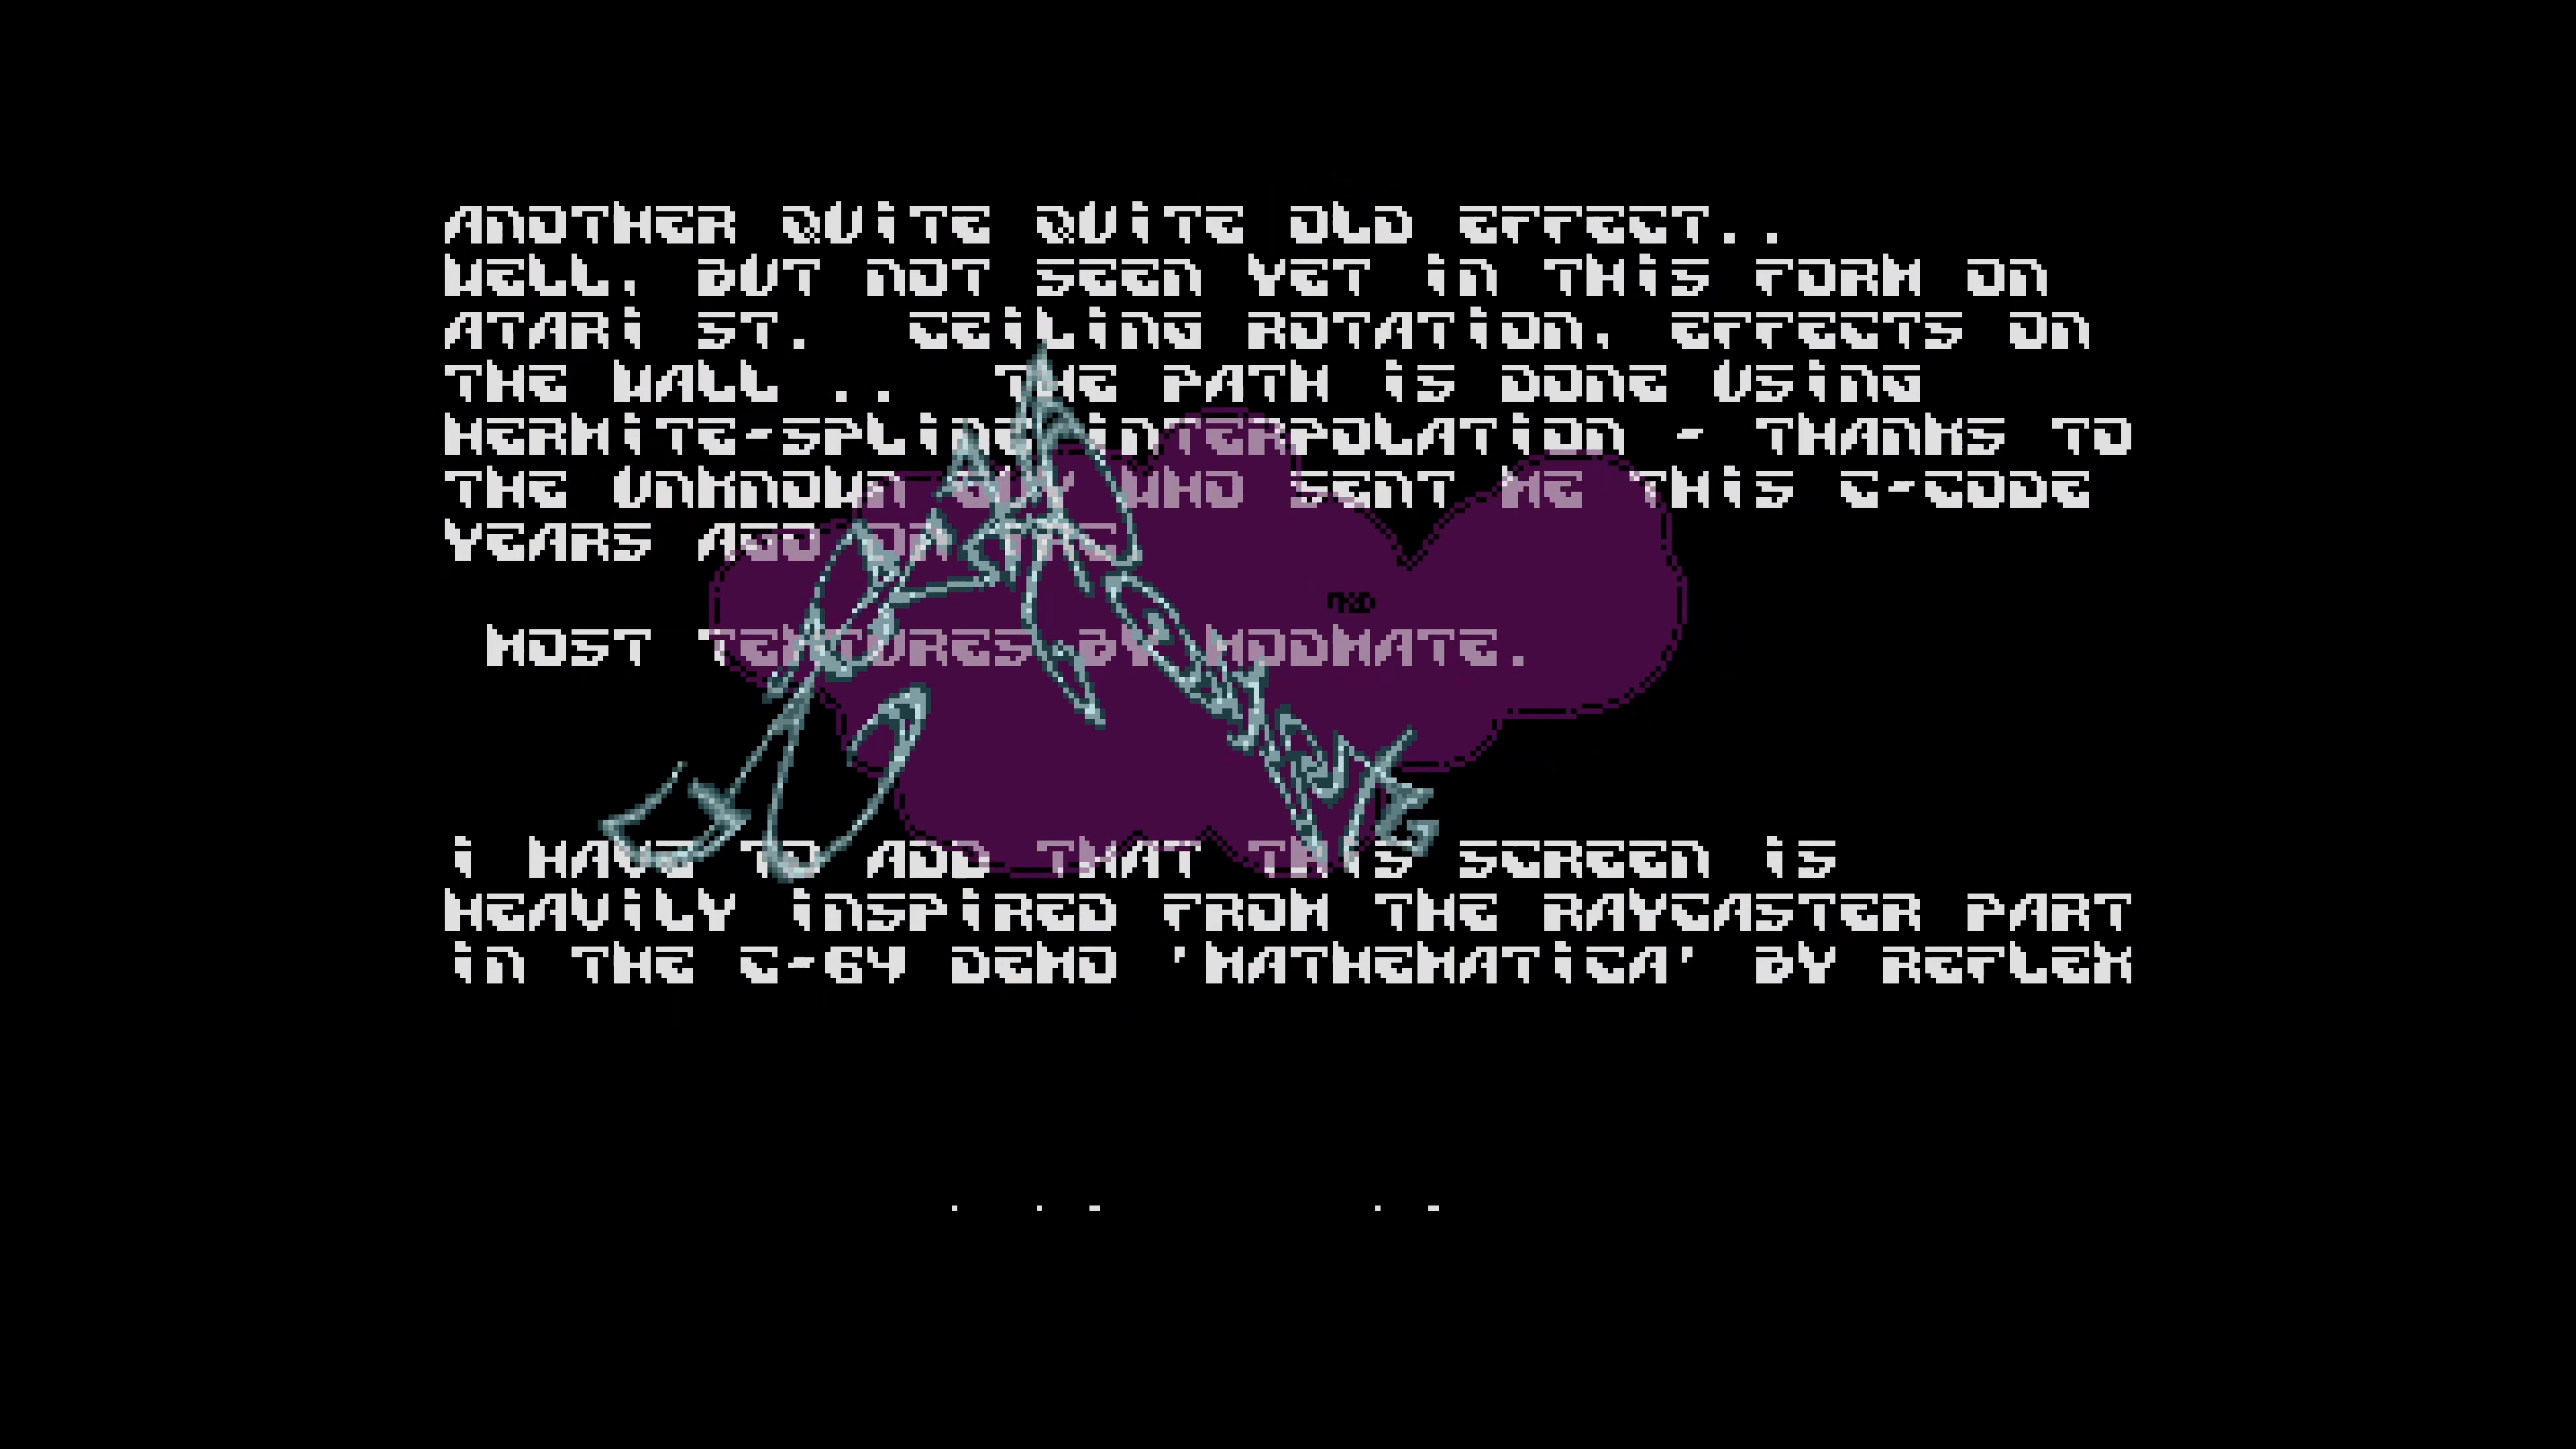 ANOTHER QUiTE QUiTE OLD EFFECT..
WELL, BUT NOT SEEN YET iN THiS FORM ON
ATARi ST. CEiLiNG ROTATiON, EFFECTS ON
THE WALL .. THE PATH iS DONE USiNG
HERMiTE-SPLiNE iNTERPOLATiON - THANKS TO
THE UNKNOWN GUY WHO SENT ME THiS C-CODE
YEARS AGO ON THE
MOST TEXTURES BY MODMATE.
i HAVE TO ADD THAT THiS SCREEN iS
HEAViLY iNSPiRED FROM THE RAYCASTER PART
iN THE C-64 DEMO 'MATHEMATiCA' BY REFLEX